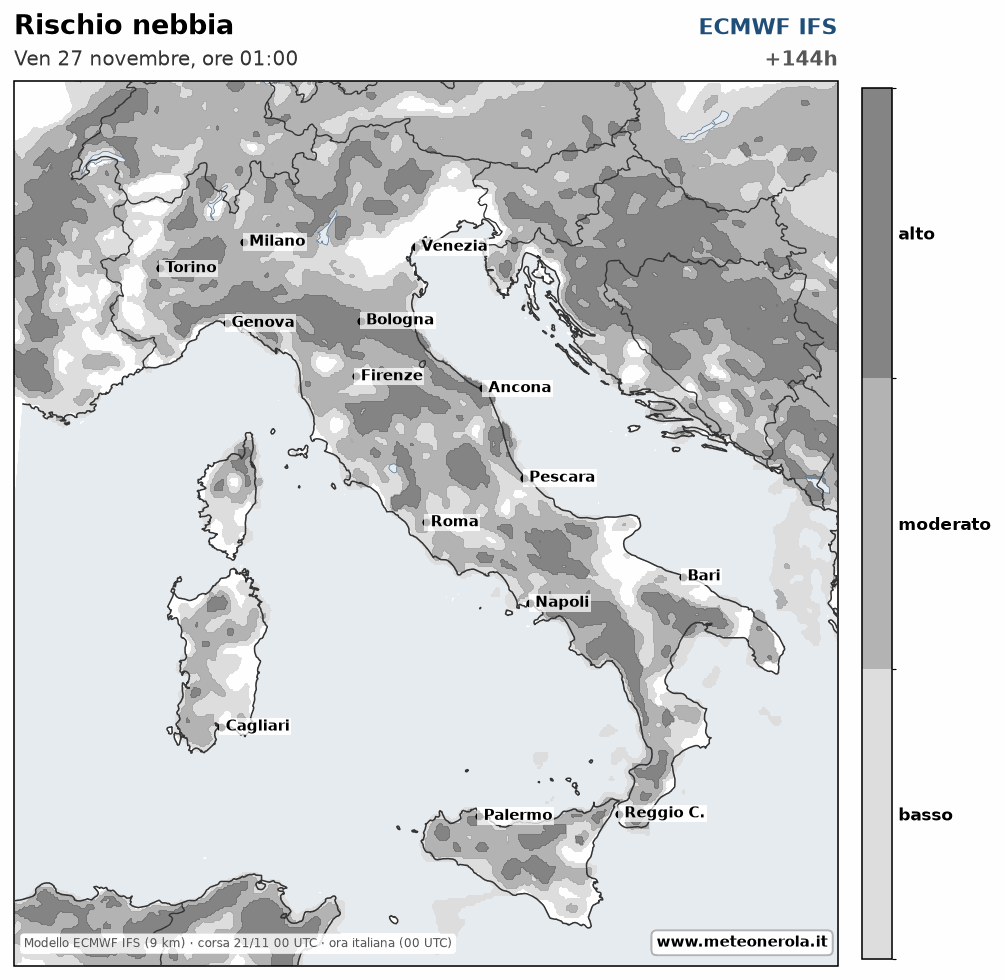 Rischio nebbia
ECMWF IFS
Ven 27 novembre, ore 01:00
+144h
alto
moderato
basso
Milano
Venezia
Torino
Genova
Bologna
Firenze
Ancona
Pescara
Roma
Bari
Napoli
Cagliari
Palermo
Reggio C.
Modello ECMWF IFS (9 km) · corsa 21/11 00 UTC · ora italiana (00 UTC)
www.meteonerola.it